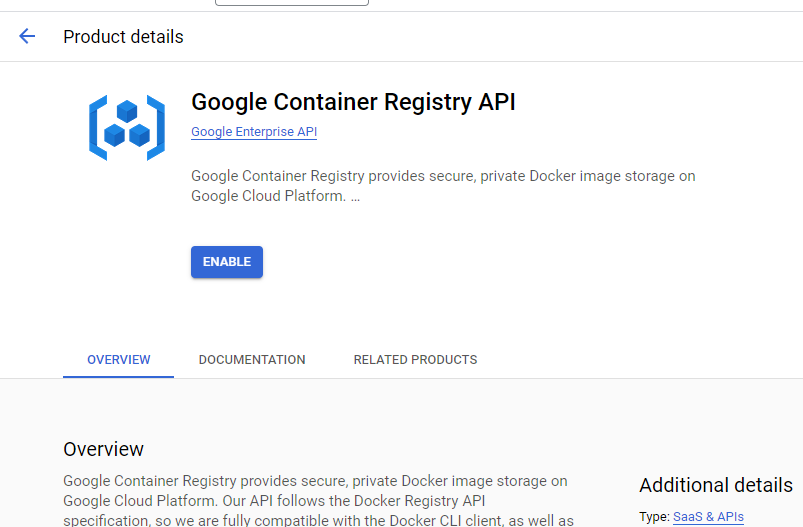 Product details
Google Container Registry API
Google Enterprise API
Google Container Registry provides secure, private Docker image storage on
Google Cloud Platform. ...
ENABLE
OVERVIEW
DOCUMENTATION
RELATED PRODUCTS
Overview
Google Container Registry provides secure, private Docker image storage on
Google Cloud Platform. Our API follows the Docker Registry API
specification, so we are fully compatible with the Docker CLI client, as well as
Additional details
Type: SaaS & APIs